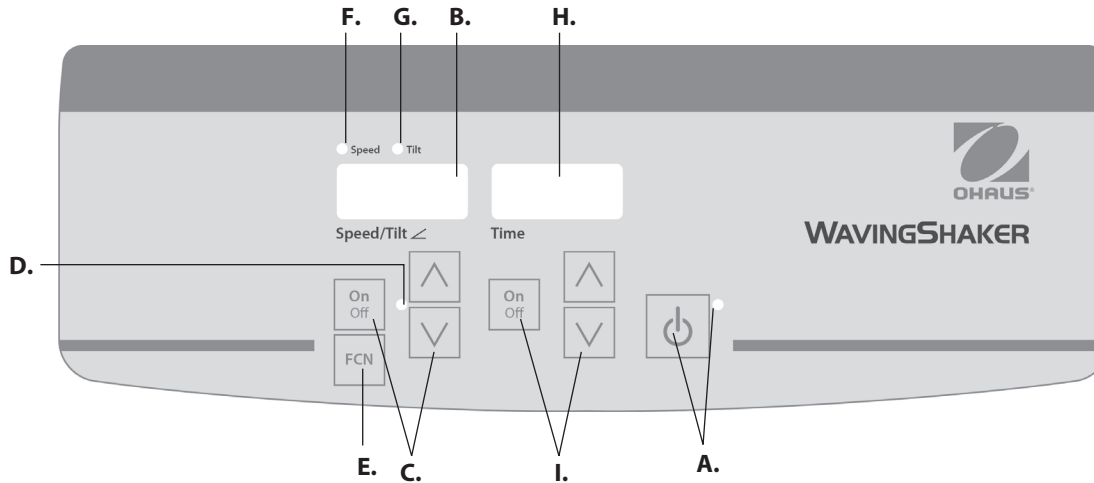 F. G. B. H.
Speed Tilt
OHAUS®
Speed/Tilt Time
WAVINGSHAKER
D.
On
Off
On
Off
FCN
E. C. I. A.